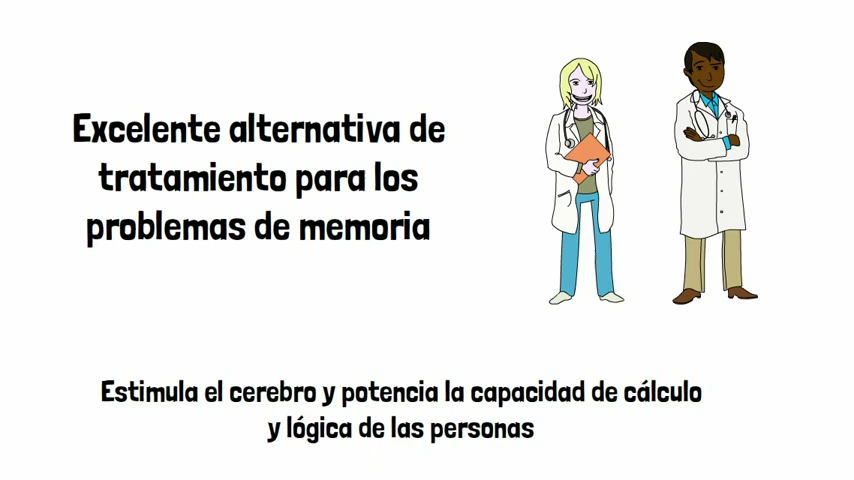 Excelente alternativa de
tratamiento para los
problemas de memoria
Estimula el cerebro y potencia la capacidad de cálculo
y lógica de las personas